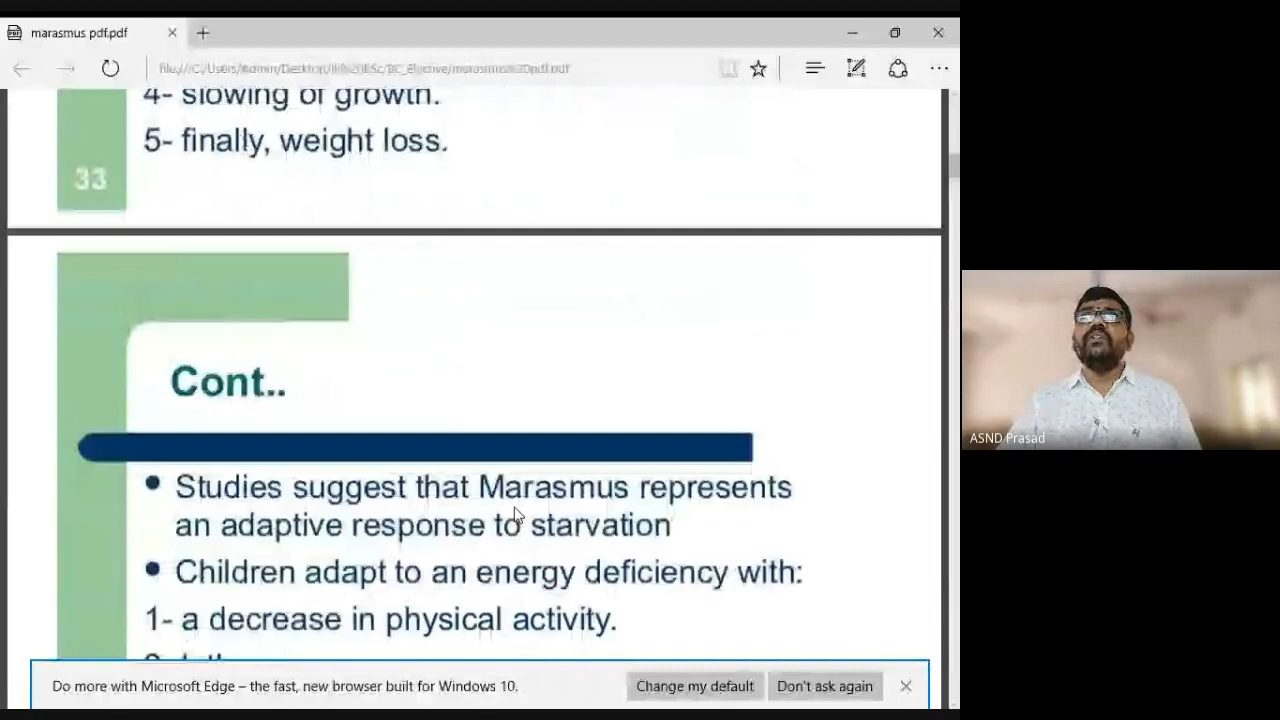 marasmus pdf.pdf
4- slowing of growth.
5- finally, weight loss.
33
Cont..
Studies suggest that Marasmus represents
an adaptive response to starvation
Children adapt to an energy deficiency with:
1- a decrease in physical activity.
Do more with Microsoft Edge – the fast, new browser built for Windows 10.
Change my default
Don't ask again
ASND Prasad